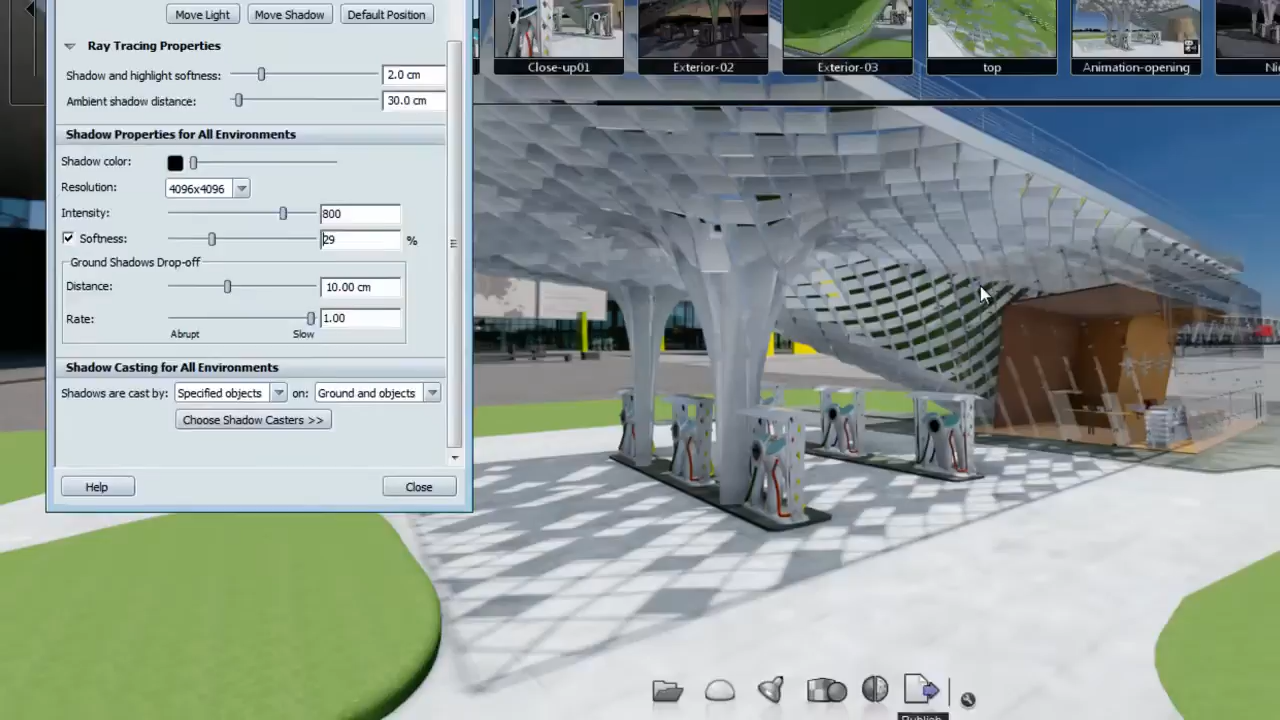 Move Light
Move Shadow
Default Position
Ray Tracing Properties
Shadow and highlight softness:
2.0 cm
Ambient shadow distance:
30.0 cm
Shadow Properties for All Environments
Shadow color:
Resolution:
4096x4096
Intensity:
800
Softness:
29
%
Ground Shadows Drop-off
Distance:
10.00 cm
Rate:
1.00
Abrupt
Slow
Shadow Casting for All Environments
Shadows are cast by:
Specified objects
on:
Ground and objects
Choose Shadow Casters >>
Help
Close
Close-up01
Exterior-02
Exterior-03
top
Animation-opening
Publish